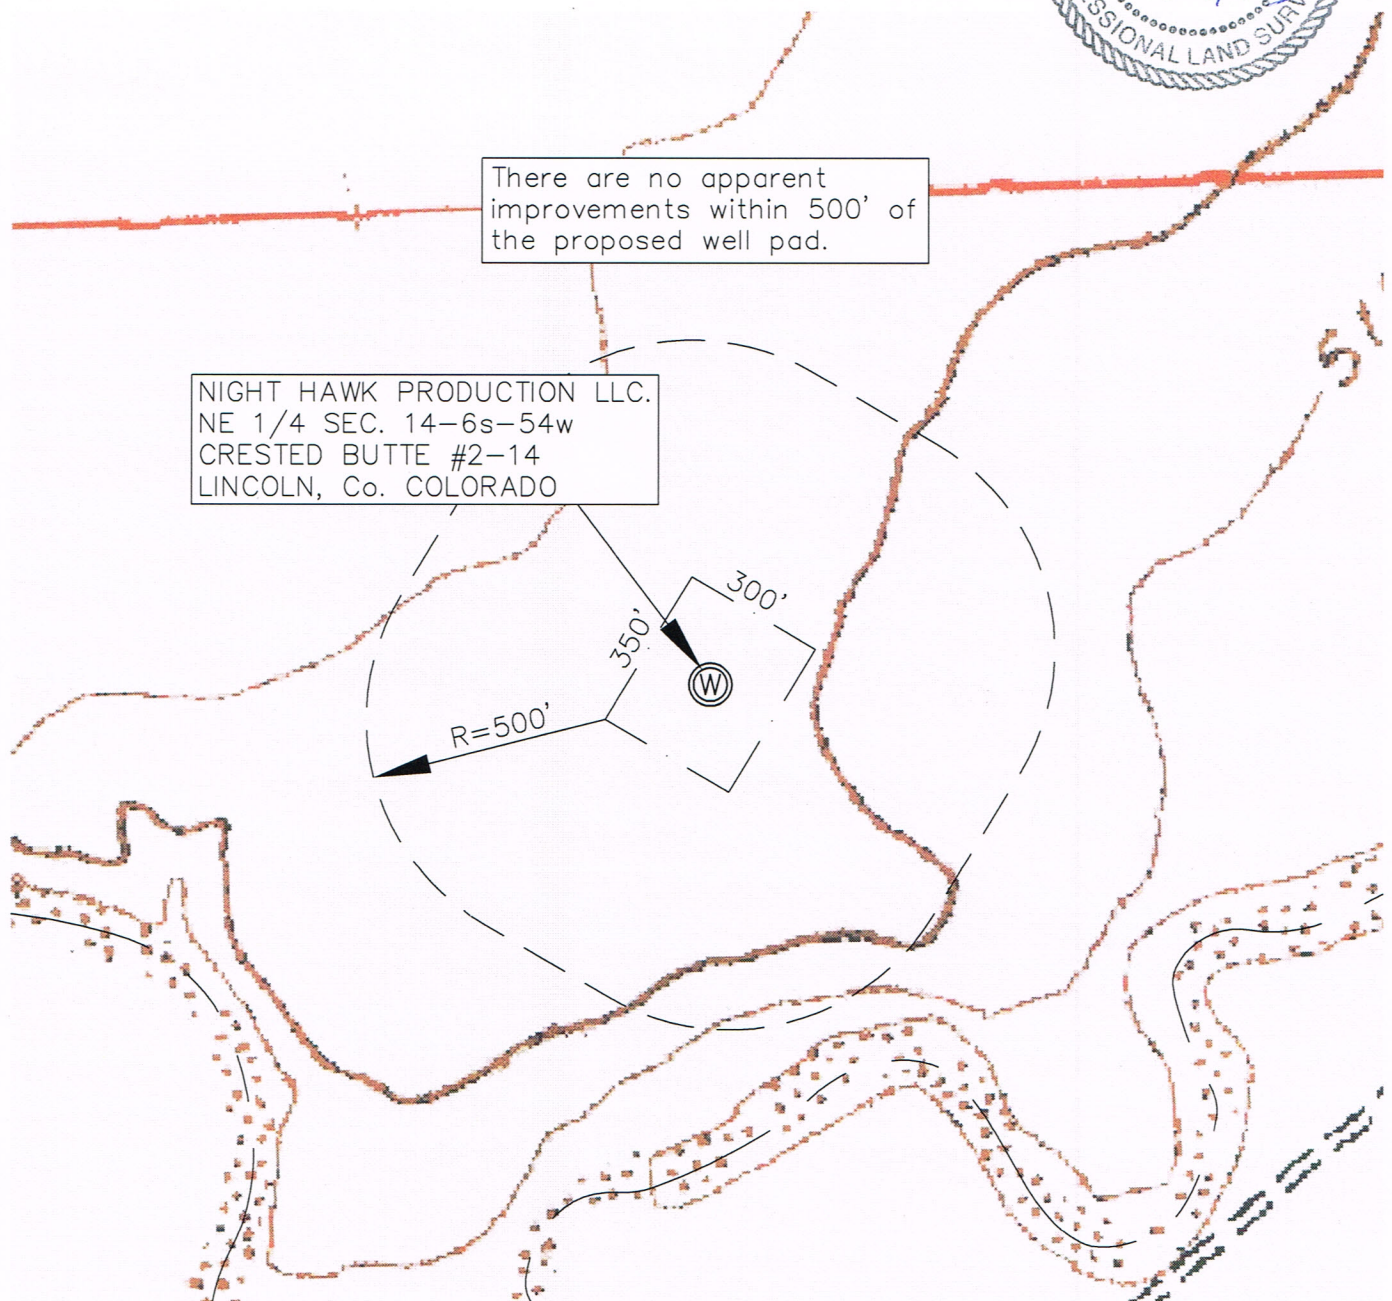 SSIONAL LAND SURV
There are no apparent
improvements within 500' of
the proposed well pad.
NIGHT HAWK PRODUCTION LLC.
NE 1/4 SEC. 14-6s-54w
CRESTED BUTTE #2-14
LINCOLN, Co. COLORADO
300'
350'
W
R=500'